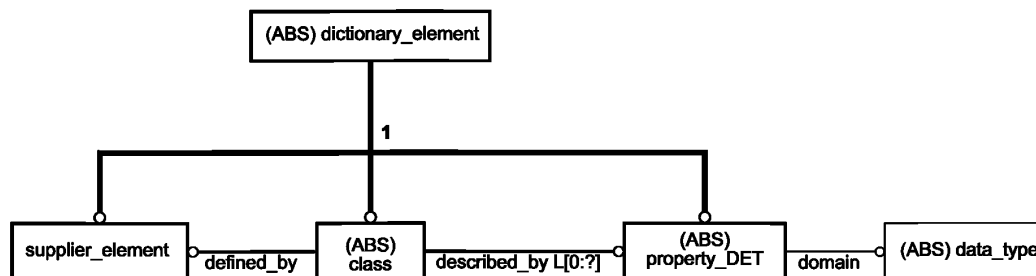 (ABS) dictionary_element
1
supplier_element
defined_by
(ABS)
class
described_by L[0:?]
(ABS)
property_DET
domain
(ABS) data_type